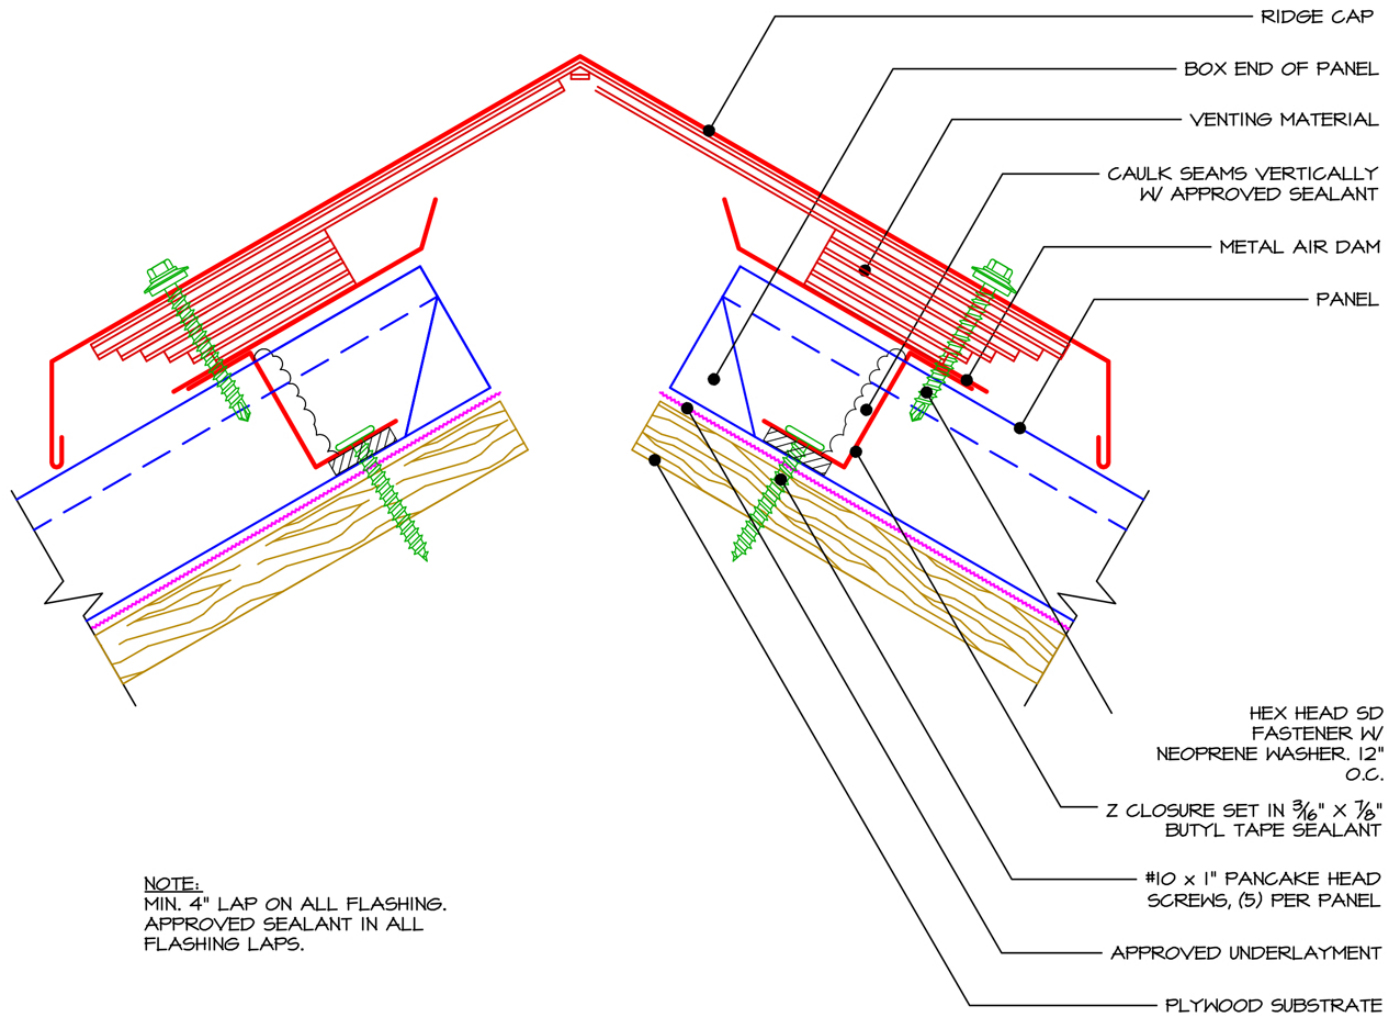 RIDGE CAP
BOX END OF PANEL
VENTING MATERIAL
CAULK SEAMS VERTICALLY
W/ APPROVED SEALANT
METAL AIR DAM
PANEL
HEX HEAD SD
FASTENER W/
NEOPRENE WASHER. 12"
O.C.
Z CLOSURE SET IN 3/16" X 7/8"
BUTYL TAPE SEALANT
#10 x 1" PANCAKE HEAD
SCREWS, (5) PER PANEL
APPROVED UNDERLAYMENT
PLYWOOD SUBSTRATE
NOTE:
MIN. 4" LAP ON ALL FLASHING.
APPROVED SEALANT IN ALL
FLASHING LAPS.